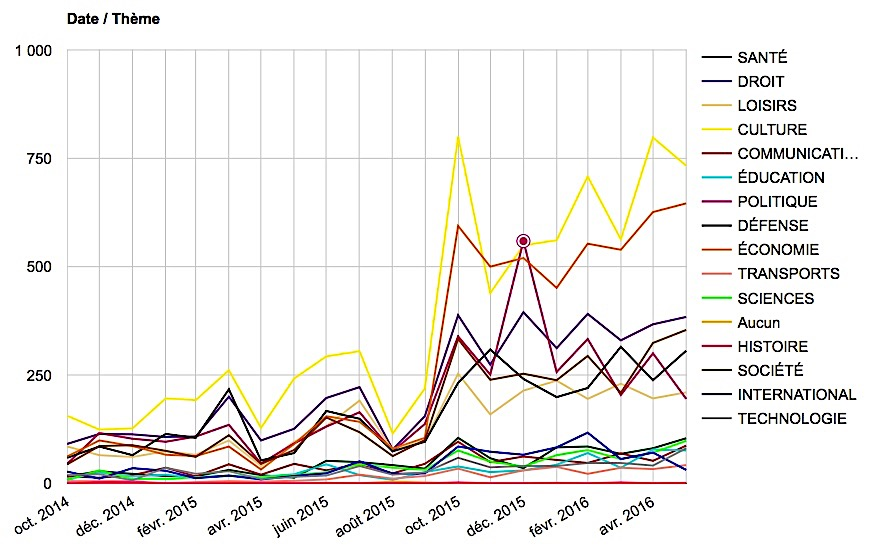 Date / Thème
1 000
750
500
250
0
SANTÉ
DROIT
LOISIRS
CULTURE
COMMUNICATI...
ÉDUCATION
POLITIQUE
DÉFENSE
ÉCONOMIE
TRANSPORTS
SCIENCES
Aucun
HISTOIRE
SOCIÉTÉ
INTERNATIONAL
TECHNOLOGIE
oct. 2014
déc. 2014
févr. 2015
avr. 2015
juin 2015
août 2015
oct. 2015
déc. 2015
févr. 2016
avr. 2016